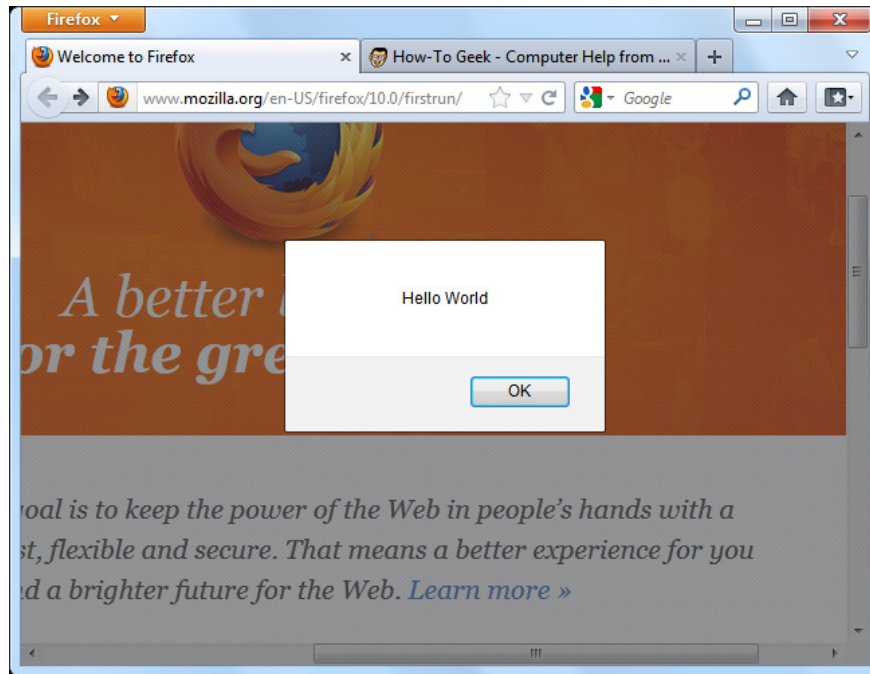 Firefox
Welcome to Firefox
How-To Geek - Computer Help from ...
www.mozilla.org/en-US/firefox/10.0/firstrun/
Google
A better
or the gre
Hello World
OK
oal is to keep the power of the Web in people's hands with a
st, flexible and secure. That means a better experience for you
d a brighter future for the Web. Learn more »